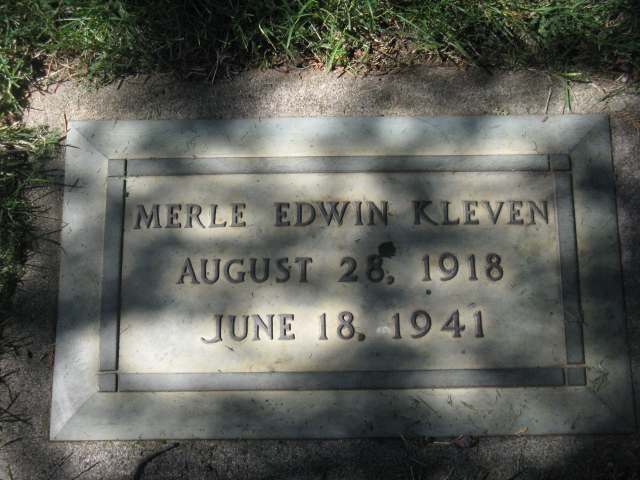 MERLE EDWIN KLEVEN
AUGUST 28, 1918
JUNE 18, 1941